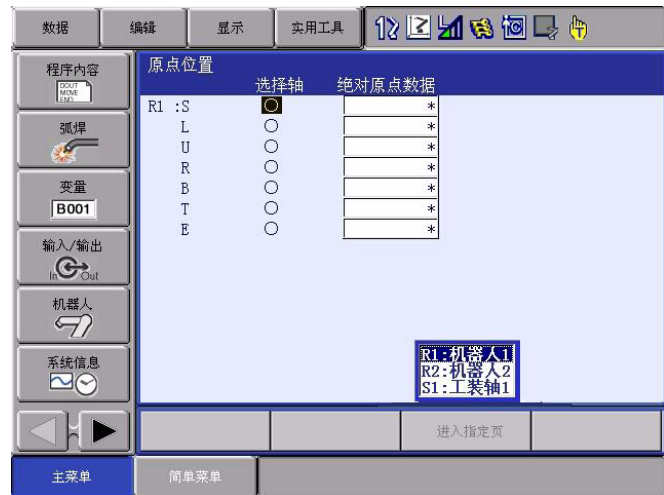 数据 编辑 显示 实用工具
程序内容
DOUT
MOVE
END
弧焊
变量
B001
输入/输出
In Out
机器人
系统信息
原点位置
选择轴 绝对原点数据
R1 :S ○ *
L ○ *
U ○ *
R ○ *
B ○ *
T ○ *
E ○ *
R1:机器人1
R2:机器人2
S1:工装轴1
进入指定页
主菜单 简单菜单